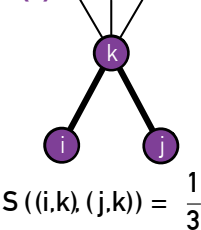 k
i j
S ((i,k), (j,k)) = 1/3